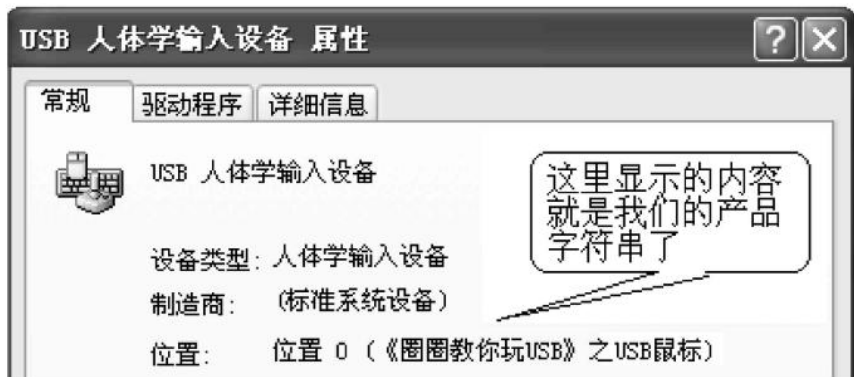 USB 人体学输入设备 属性
常规 驱动程序 详细信息
USB 人体学输入设备
这里显示的内容
就是我们的产品
字符串了
设备类型: 人体学输入设备
制造商: (标准系统设备)
位置: 位置 0 (《圈圈教你玩USB》之USB鼠标)